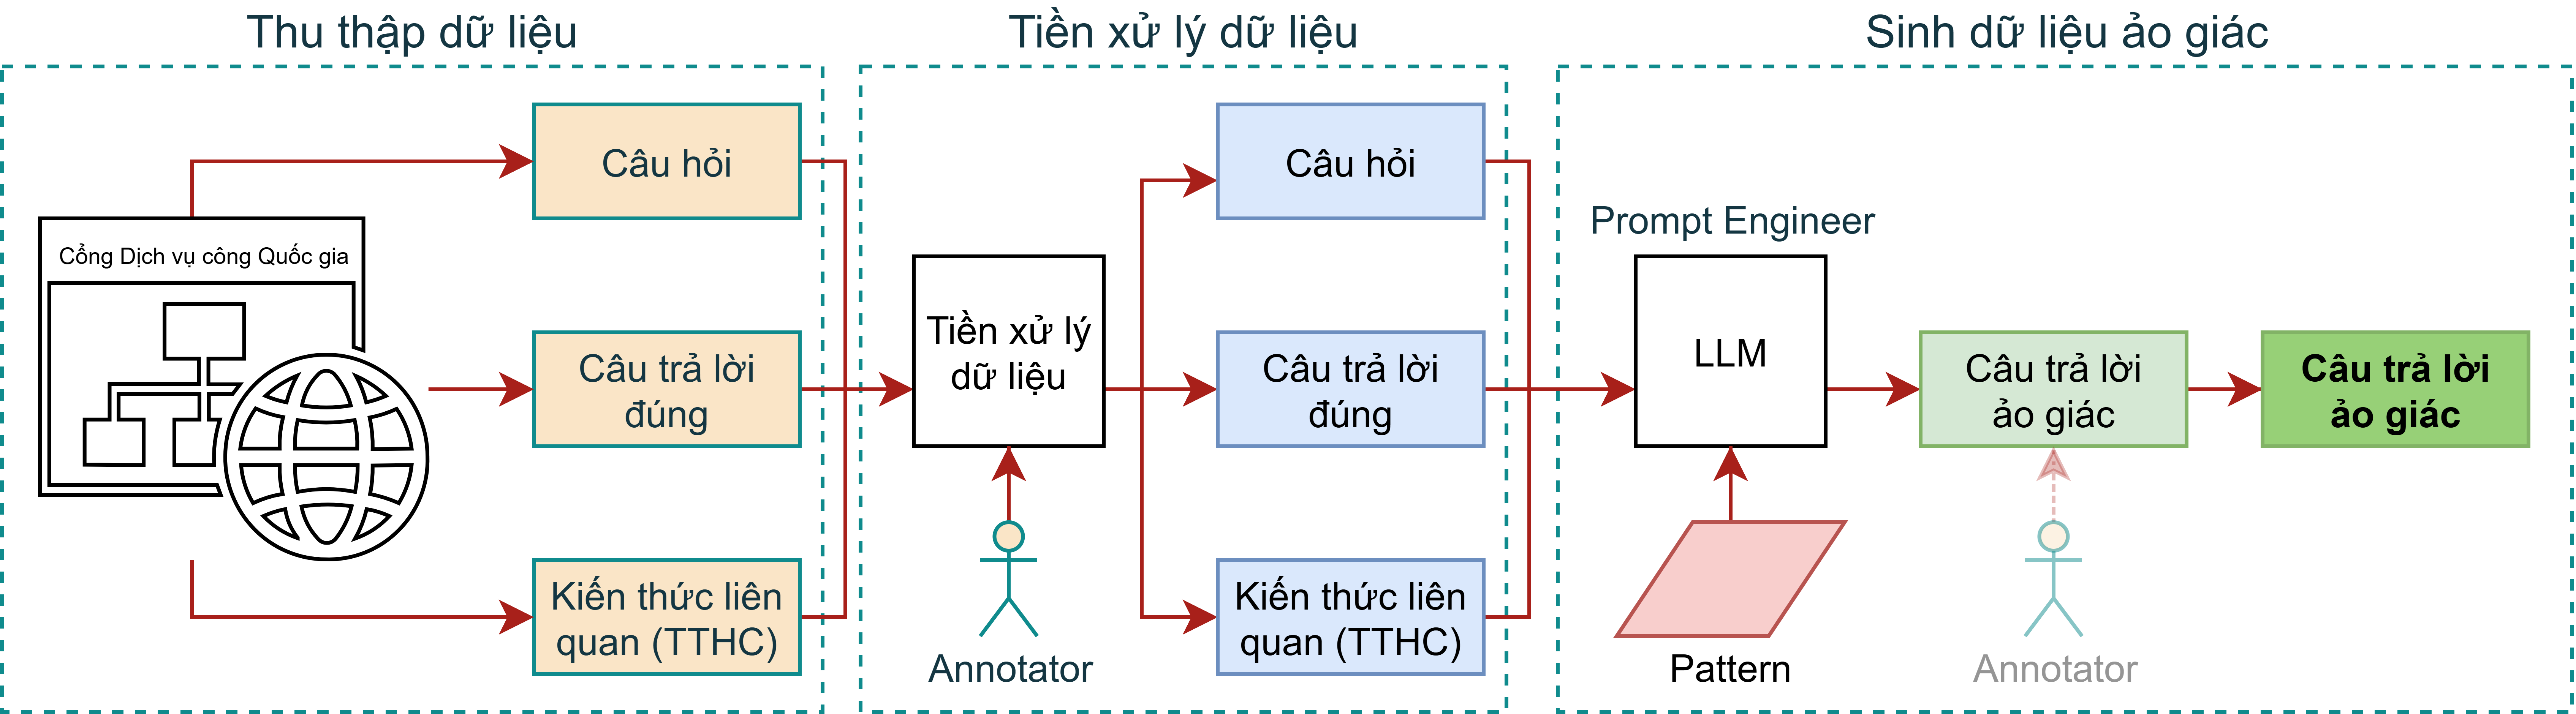 Thu thập dữ liệu
Cổng Dịch vụ công Quốc gia
Câu hỏi
Câu trả lời
đúng
Kiến thức liên
quan (TTHC)
Tiền xử lý dữ liệu
Tiền xử lý
dữ liệu
Annotator
Câu hỏi
Câu trả lời
đúng
Kiến thức liên
quan (TTHC)
Sinh dữ liệu ảo giác
Prompt Engineer
LLM
Pattern
Câu trả lời
ảo giác
Annotator
Câu trả lời
ảo giác